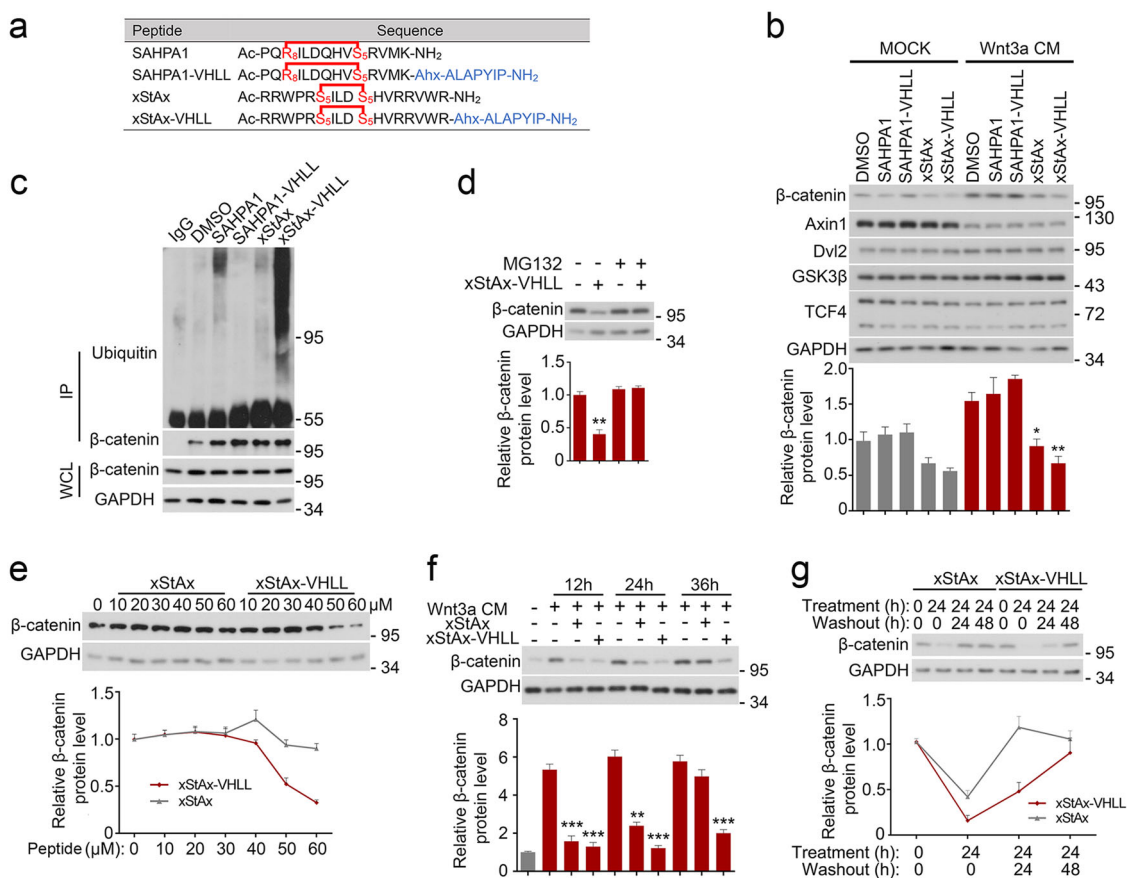 a
Peptide Sequence
SAHPA1 Ac-PQR₈ILDQHVS₅RVMK-NH₂
SAHPA1-VHLL Ac-PQR₈ILDQHVS₅RVMK-Ahx-ALAPYIP-NH₂
xStAx Ac-RRWPRS₅ILD S₅HVRRVWR-NH₂
xStAx-VHLL Ac-RRWPRS₅ILD S₅HVRRVWR-Ahx-ALAPYIP-NH₂
b
MOCK Wnt3a CM
DMSO SAHPA1 SAHPA1-VHLL xStAx xStAx-VHLL DMSO SAHPA1 SAHPA1-VHLL xStAx xStAx-VHLL
β-catenin - 95
- 130
Axin1
Dvl2 - 95
GSK3β - 43
TCF4 - 72
GAPDH - 34
Relative β-catenin
protein level
2.0
1.5
1.0
0.5
0
* **
c
IgG DMSO SAHPA1 SAHPA1-VHLL xStAx xStAx-VHLL
IP
Ubiquitin
- 95
- 55
β-catenin - 95
WCL
β-catenin - 95
GAPDH - 34
d
MG132 - - + +
xStAx-VHLL - + - +
β-catenin - 95
GAPDH - 34
Relative β-catenin
protein level
1.5
1.0
0.5
0
**
e
xStAx xStAx-VHLL
0 10 20 30 40 50 60 10 20 30 40 50 60 μM
β-catenin - 95
GAPDH - 34
Relative β-catenin
protein level
1.5
1.0
0.5
0
xStAx-VHLL
xStAx
Peptide (μM): 0 10 20 30 40 50 60
f
12h 24h 36h
Wnt3a CM - + + + + + + + + +
xStAx + + +
xStAx-VHLL + + +
β-catenin - 95
GAPDH - 34
Relative β-catenin
protein level
8
6
4
2
0
*** *** ** *** ***
g
xStAx xStAx-VHLL
Treatment (h): 0 24 24 24 0 24 24 24
Washout (h): 0 0 24 48 0 0 24 48
β-catenin - 95
GAPDH - 34
Relative β-catenin
protein level
1.5
1.0
0.5
0
xStAx-VHLL
xStAx
Treatment (h): 0 24 24 24
Washout (h): 0 0 24 48